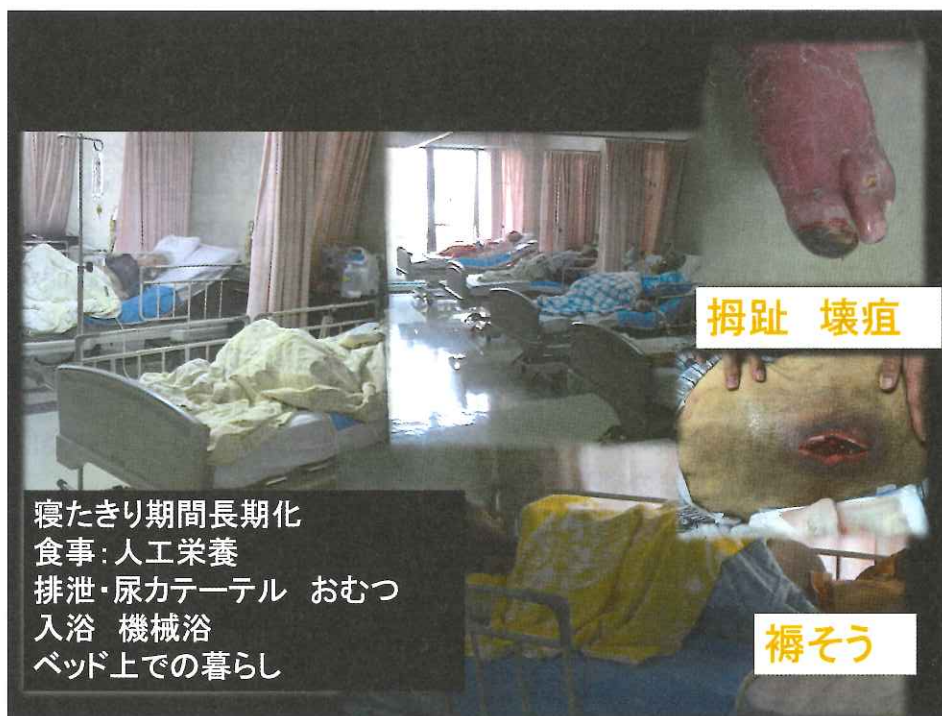 拇趾 壊疽
寝たきり期間長期化
食事:人工栄養
排泄・尿カテーテル おむつ
入浴 機械浴
ベッド上での暮らし
褥そう